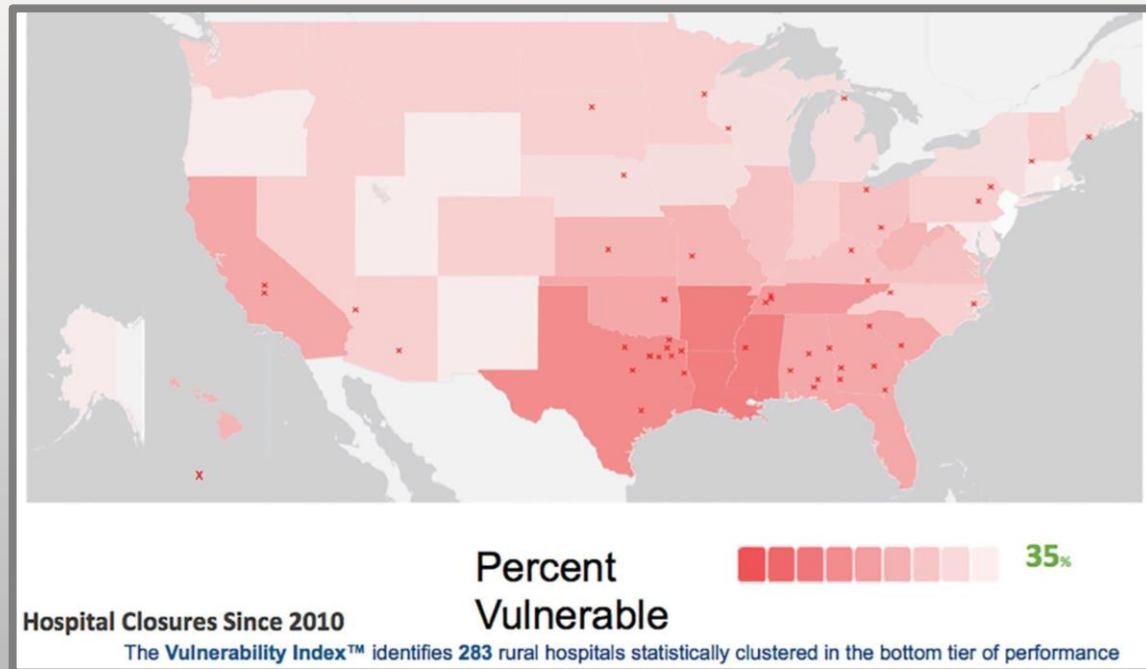 X
Percent
Vulnerable
35%
Hospital Closures Since 2010
The Vulnerability Index™ identifies 283 rural hospitals statistically clustered in the bottom tier of performance